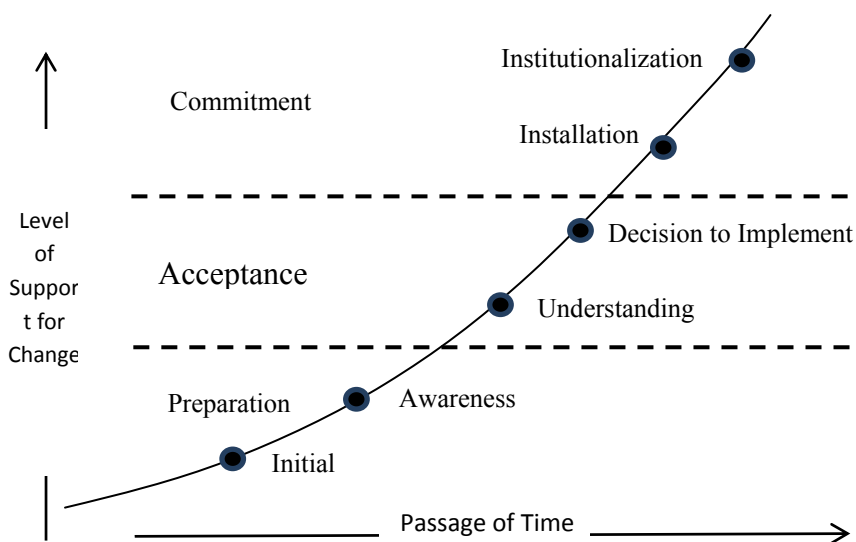 Institutionalization
Commitment
Installation
Level
of
Suppor
t for
Change
Decision to Implement
Acceptance
Understanding
Preparation
Awareness
Initial
Passage of Time